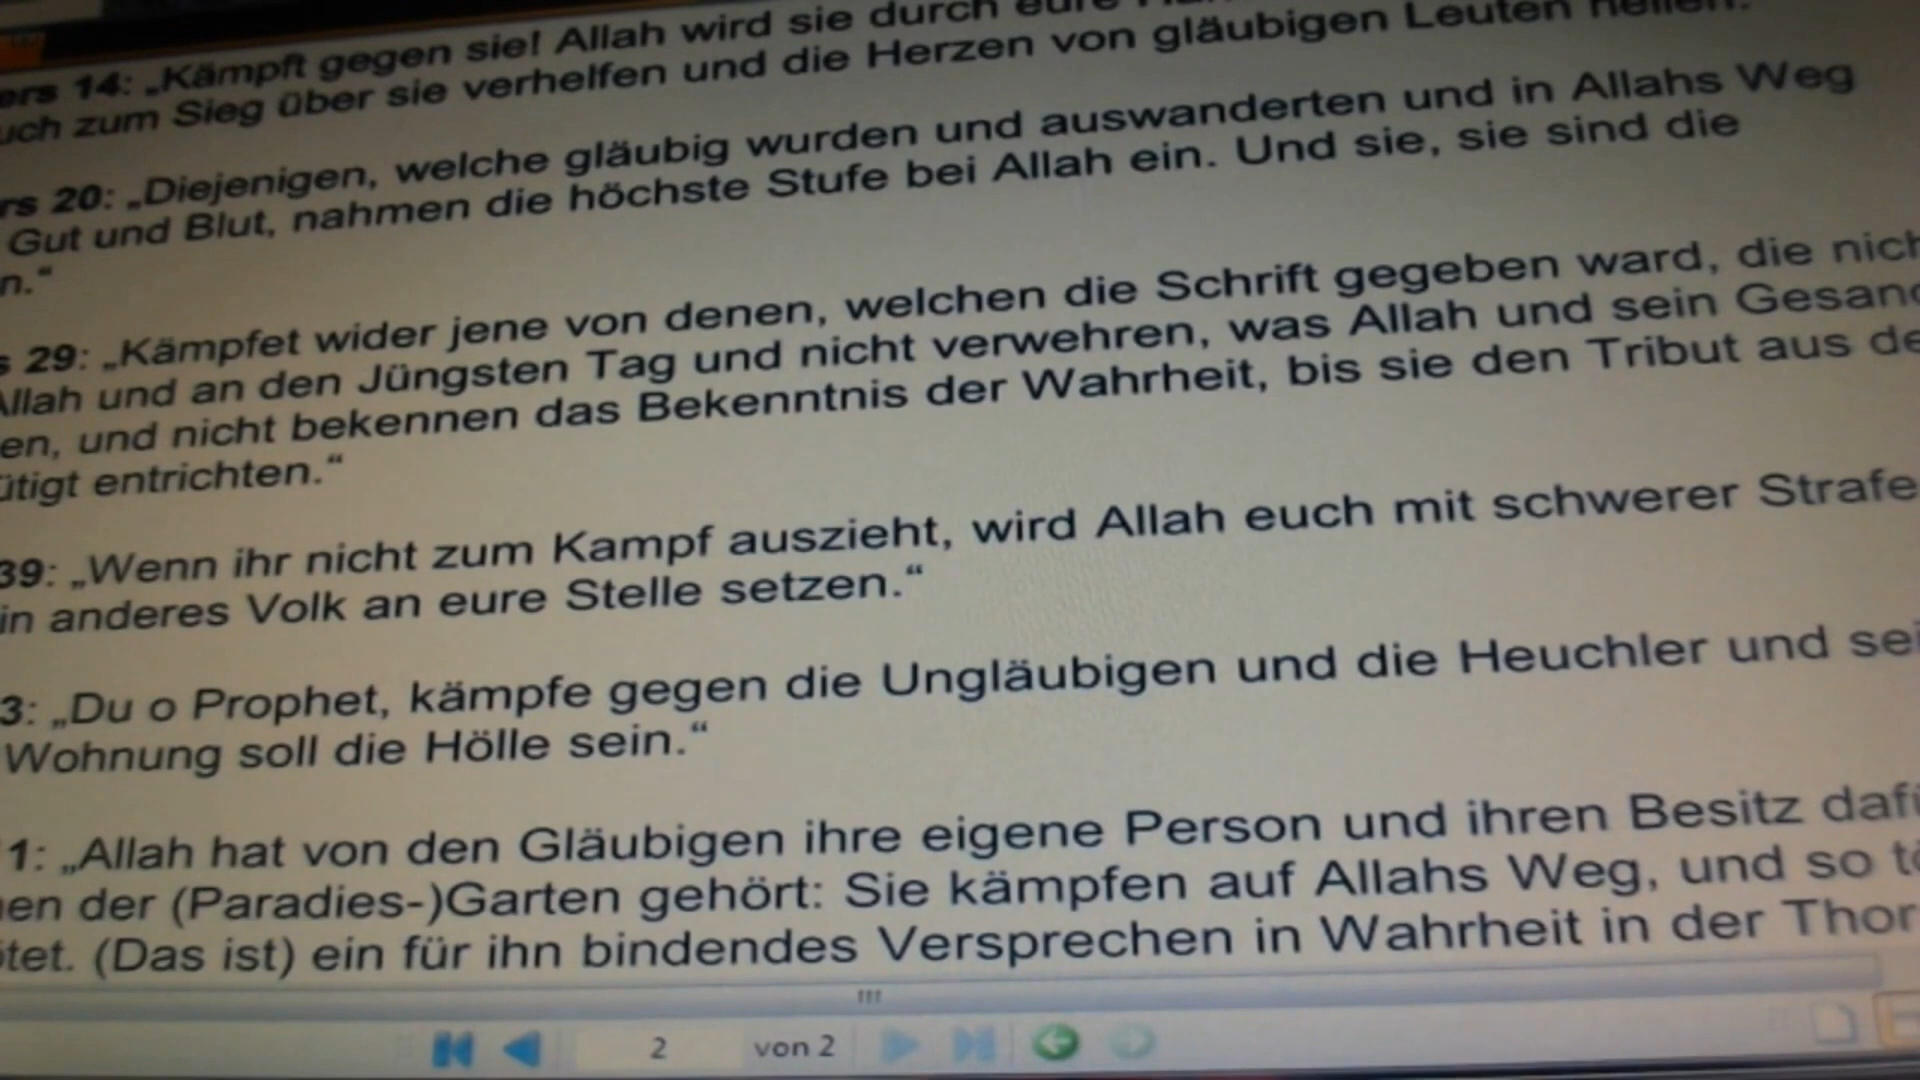 ers 14: „Kämpft gegen sie! Allah wird sie durch eure
uch zum Sieg über sie verhelfen und die Herzen von gläubigen Leuten heilen.
rs 20: „Diejenigen, welche gläubig wurden und auswanderten und in Allahs Weg
Gut und Blut, nahmen die höchste Stufe bei Allah ein. Und sie, sie sind die
n.“
s 29: „Kämpfet wider jene von denen, welchen die Schrift gegeben ward, die nich
Allah und an den Jüngsten Tag und nicht verwehren, was Allah und sein Gesand
en, und nicht bekennen das Bekenntnis der Wahrheit, bis sie den Tribut aus de
ütigt entrichten.“
39: „Wenn ihr nicht zum Kampf auszieht, wird Allah euch mit schwerer Strafe
in anderes Volk an eure Stelle setzen.“
3: „Du o Prophet, kämpfe gegen die Ungläubigen und die Heuchler und sei
Wohnung soll die Hölle sein.“
1: „Allah hat von den Gläubigen ihre eigene Person und ihren Besitz dafü
en der (Paradies-)Garten gehört: Sie kämpfen auf Allahs Weg, und so tö
ötet. (Das ist) ein für ihn bindendes Versprechen in Wahrheit in der Thor
2 von 2